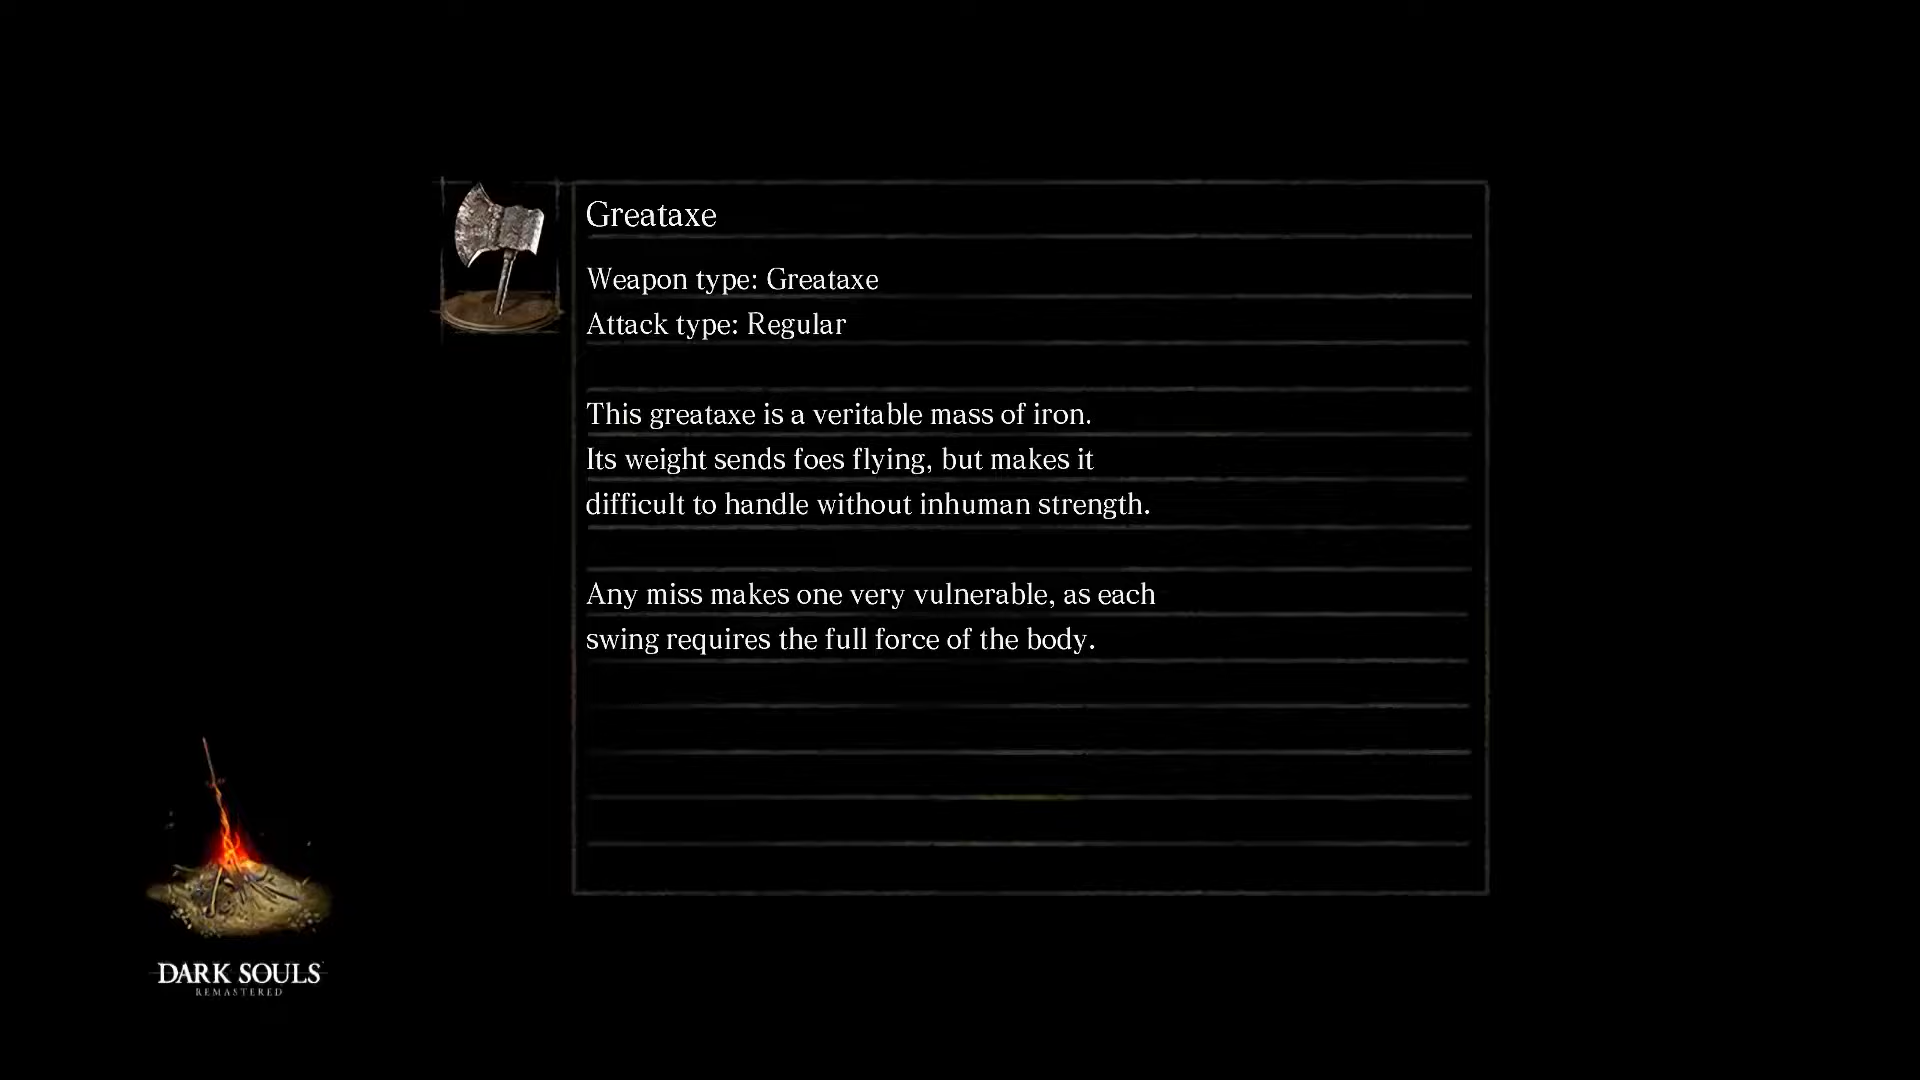 Greataxe
Weapon type: Greataxe
Attack type: Regular
This greataxe is a veritable mass of iron.
Its weight sends foes flying, but makes it
difficult to handle without inhuman strength.
Any miss makes one very vulnerable, as each
swing requires the full force of the body.
DARK SOULS
REMASTERED